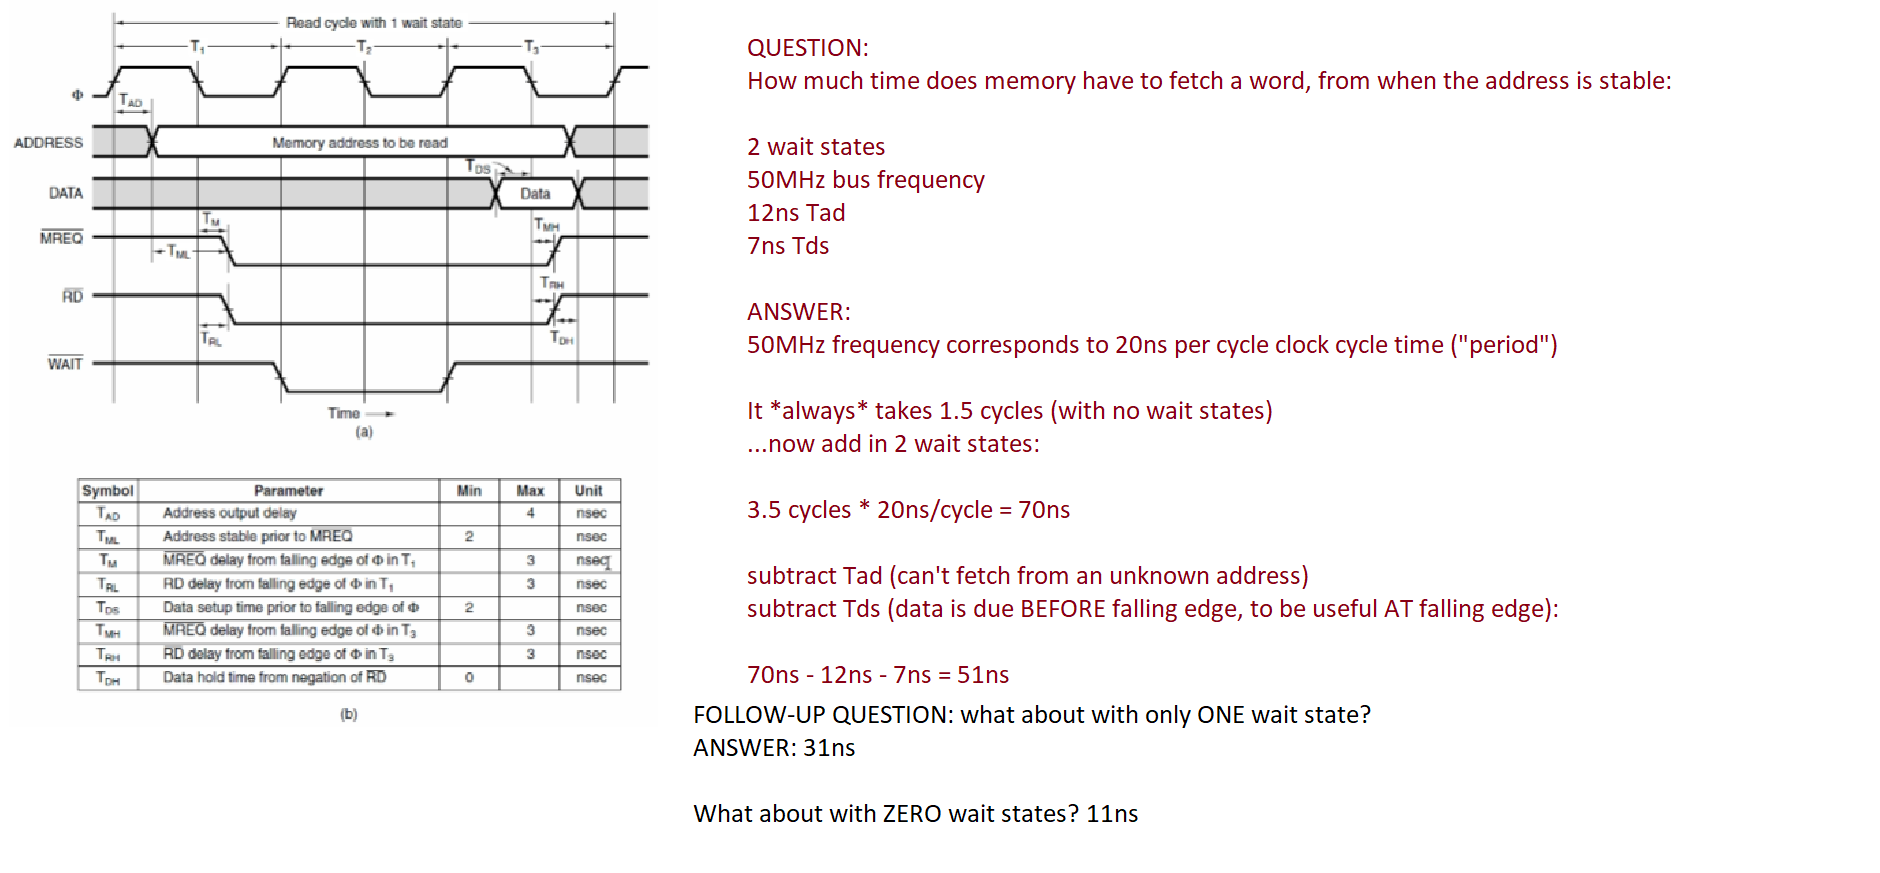 Read cycle with 1 wait state
T1 T2 T3
Φ
TAD
ADDRESS
Memory address to be read
TDS
DATA
Data
TM
TMH
MREQ
TML
TRH
RD
TRL
TDH
WAIT
Time
(a)
Symbol Parameter Min Max Unit
TAD Address output delay 4 nsec
TML Address stable prior to MREQ 2 nsec
TM MREQ delay from falling edge of Φ in T1 3 nsec
TRL RD delay from falling edge of Φ in T1 3 nsec
TDS Data setup time prior to falling edge of Φ 2 nsec
TMH MREQ delay from falling edge of Φ in T3 3 nsec
TRH RD delay from falling edge of Φ in T3 3 nsec
TDH Data hold time from negation of RD 0 nsec
(b)
QUESTION:
How much time does memory have to fetch a word, from when the address is stable:
2 wait states
50MHz bus frequency
12ns Tad
7ns Tds
ANSWER:
50MHz frequency corresponds to 20ns per cycle clock cycle time ("period")
It *always* takes 1.5 cycles (with no wait states)
...now add in 2 wait states:
3.5 cycles * 20ns/cycle = 70ns
subtract Tad (can't fetch from an unknown address)
subtract Tds (data is due BEFORE falling edge, to be useful AT falling edge):
70ns - 12ns - 7ns = 51ns
FOLLOW-UP QUESTION: what about with only ONE wait state?
ANSWER: 31ns
What about with ZERO wait states? 11ns